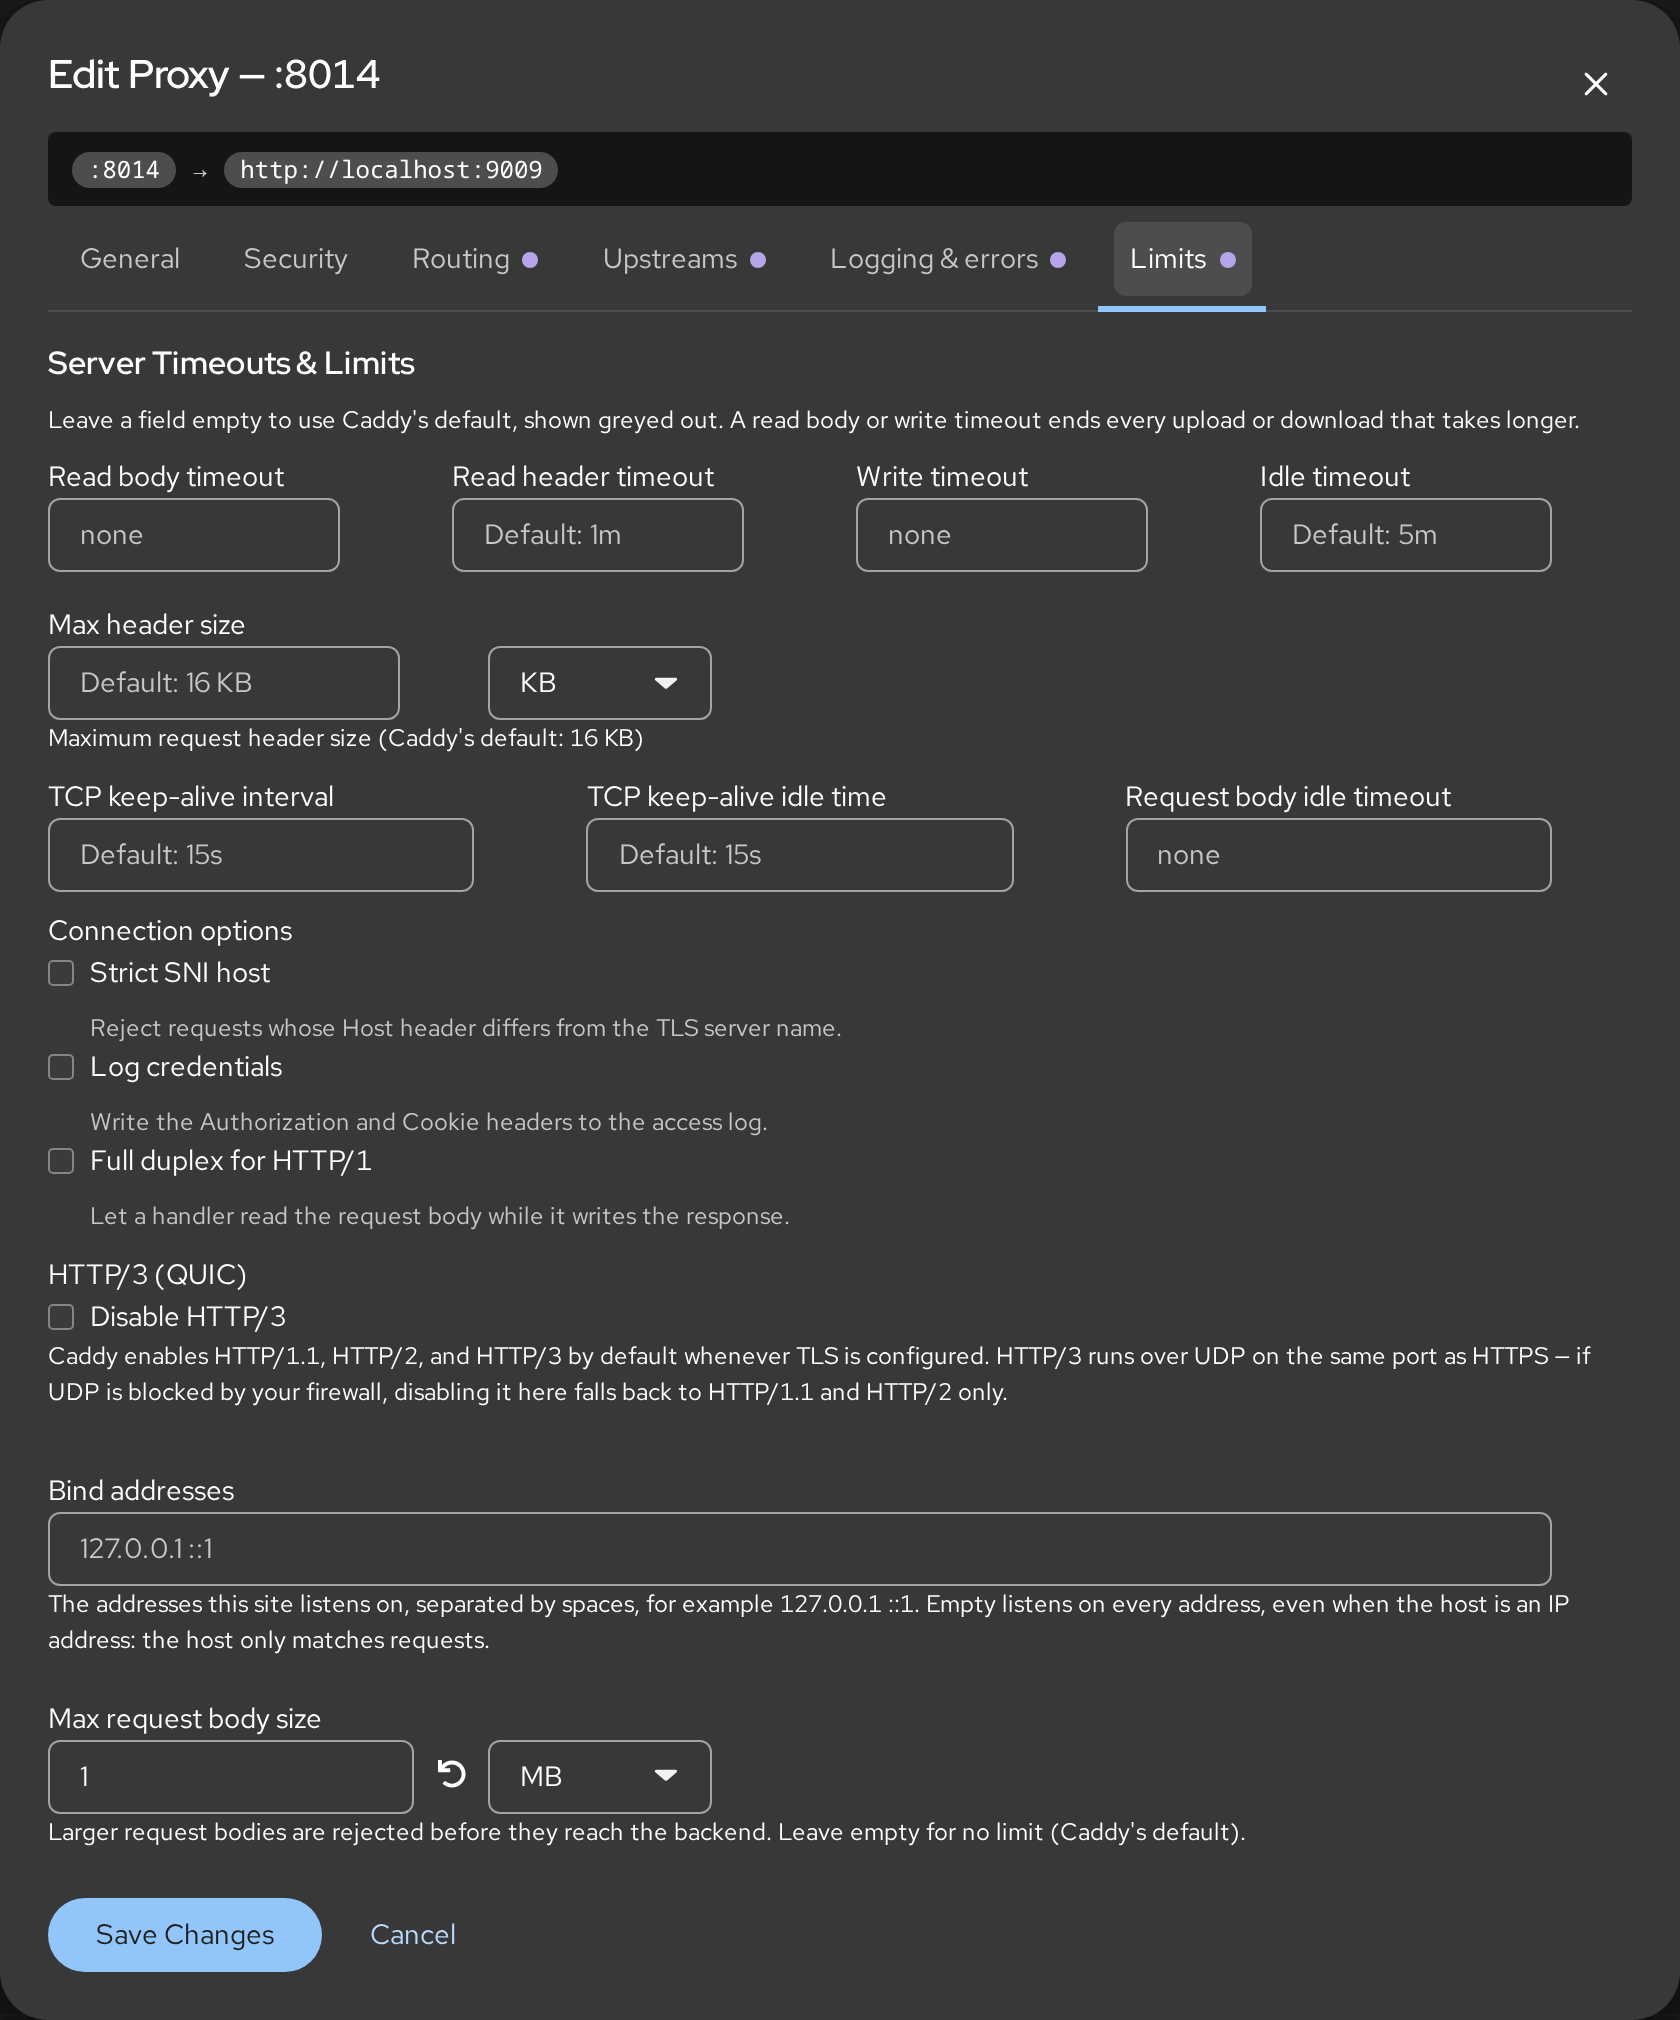 Edit Proxy — :8014
:8014 → http://localhost:9009
General Security Routing Upstreams Logging & errors Limits
Server Timeouts & Limits
Leave a field empty to use Caddy's default, shown greyed out. A read body or write timeout ends every upload or download that takes longer.
Read body timeout Read header timeout Write timeout Idle timeout
none Default: 1m none Default: 5m
Max header size
Default: 16 KB KB
Maximum request header size (Caddy's default: 16 KB)
TCP keep-alive interval TCP keep-alive idle time Request body idle timeout
Default: 15s Default: 15s none
Connection options
Strict SNI host
Reject requests whose Host header differs from the TLS server name.
Log credentials
Write the Authorization and Cookie headers to the access log.
Full duplex for HTTP/1
Let a handler read the request body while it writes the response.
HTTP/3 (QUIC)
Disable HTTP/3
Caddy enables HTTP/1.1, HTTP/2, and HTTP/3 by default whenever TLS is configured. HTTP/3 runs over UDP on the same port as HTTPS — if
UDP is blocked by your firewall, disabling it here falls back to HTTP/1.1 and HTTP/2 only.
Bind addresses
127.0.0.1 ::1
The addresses this site listens on, separated by spaces, for example 127.0.0.1 ::1. Empty listens on every address, even when the host is an IP
address: the host only matches requests.
Max request body size
1 MB
Larger request bodies are rejected before they reach the backend. Leave empty for no limit (Caddy's default).
Save Changes Cancel